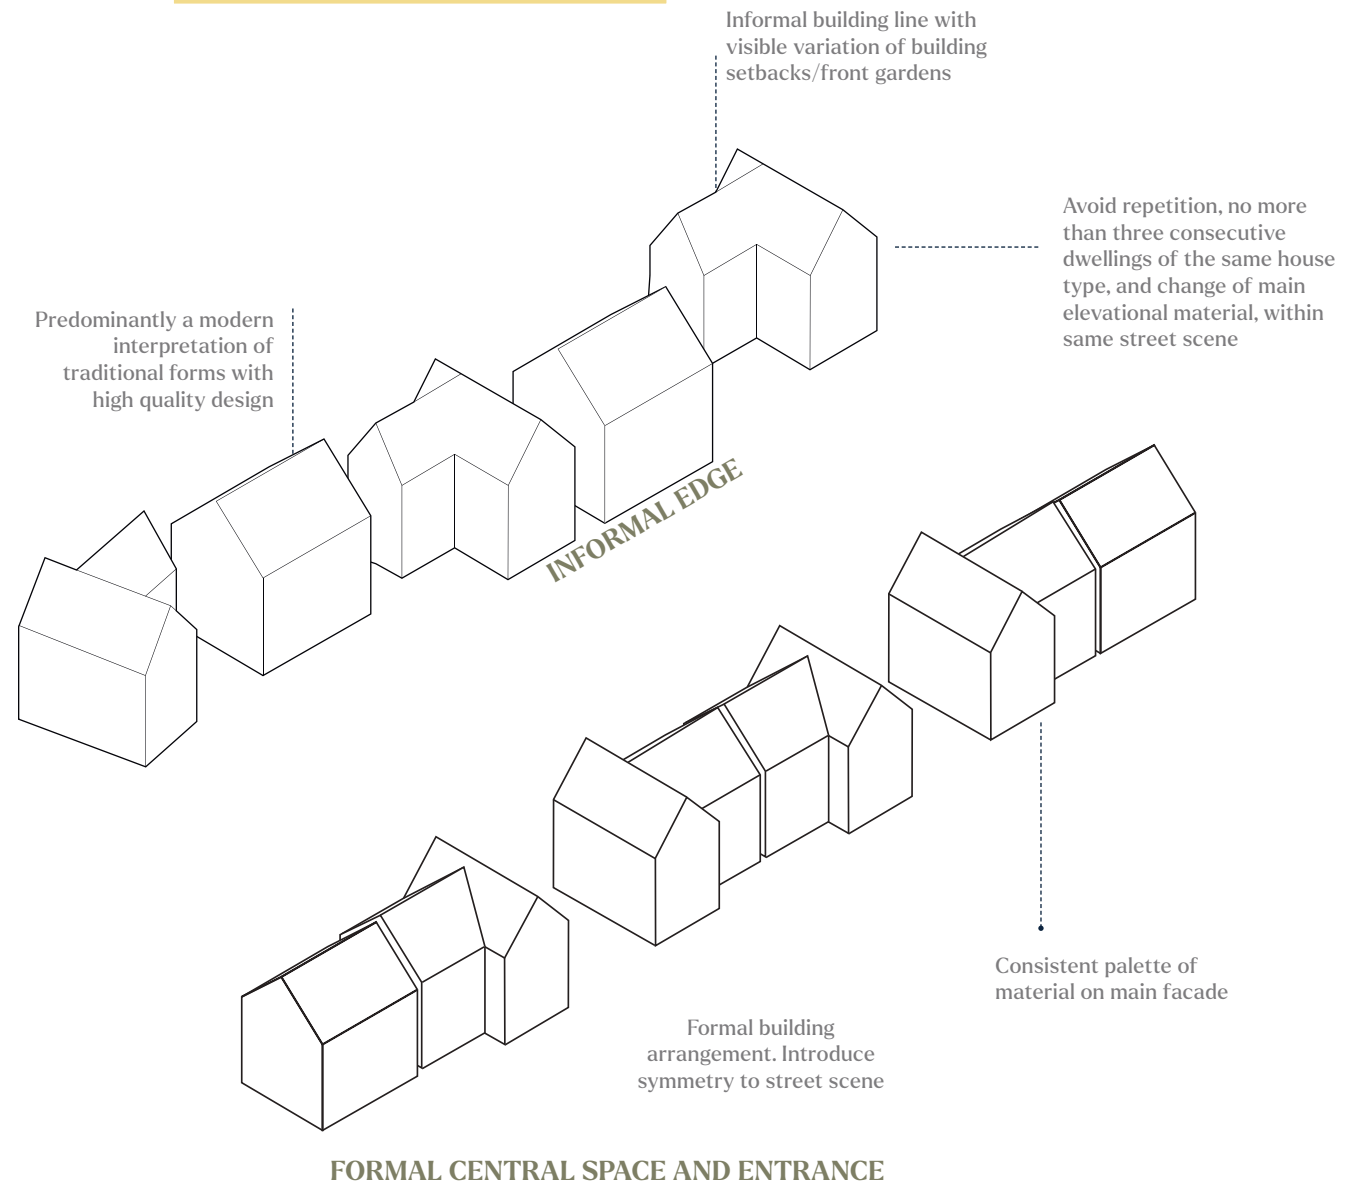 Informal building line with
visible variation of building
setbacks/front gardens
Avoid repetition, no more
than three consecutive
dwellings of the same house
type, and change of main
elevational material, within
same street scene
Predominantly a modern
interpretation of
traditional forms with
high quality design
INFORMAL EDGE
Consistent palette of
material on main facade
Formal building
arrangement. Introduce
symmetry to street scene
FORMAL CENTRAL SPACE AND ENTRANCE